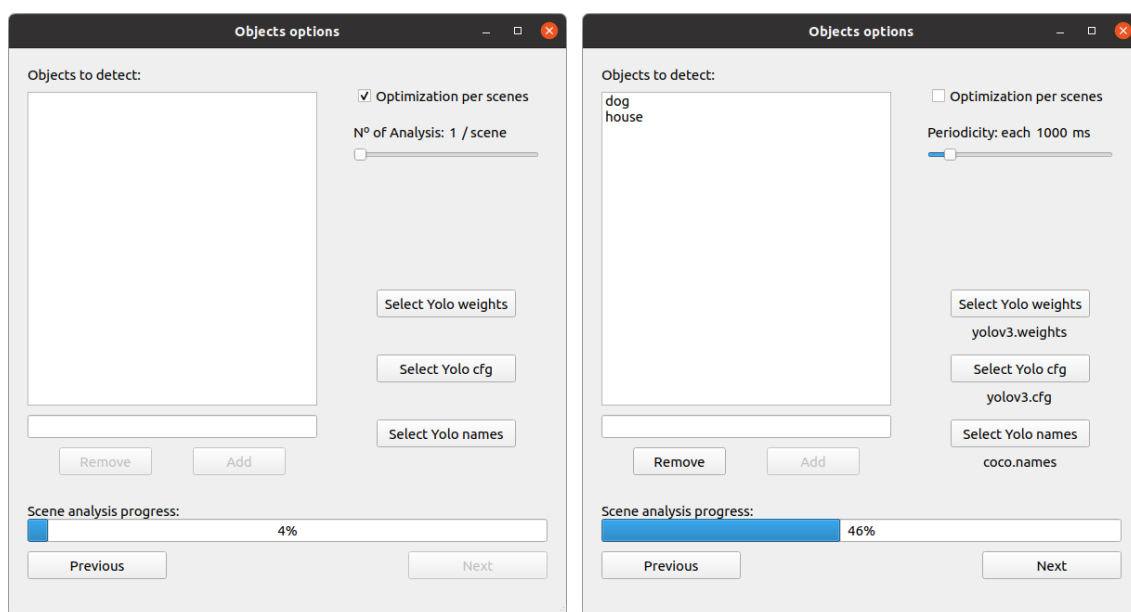 Objects options
Objects to detect:
Optimization per scenes
Nº of Analysis: 1 / scene
Select Yolo weights
Select Yolo cfg
Select Yolo names
Remove
Add
Scene analysis progress:
4%
Previous
Next
Objects options
Objects to detect:
dog
house
Optimization per scenes
Periodicity: each 1000 ms
Select Yolo weights
yolov3.weights
Select Yolo cfg
yolov3.cfg
Select Yolo names
coco.names
Remove
Add
Scene analysis progress:
46%
Previous
Next